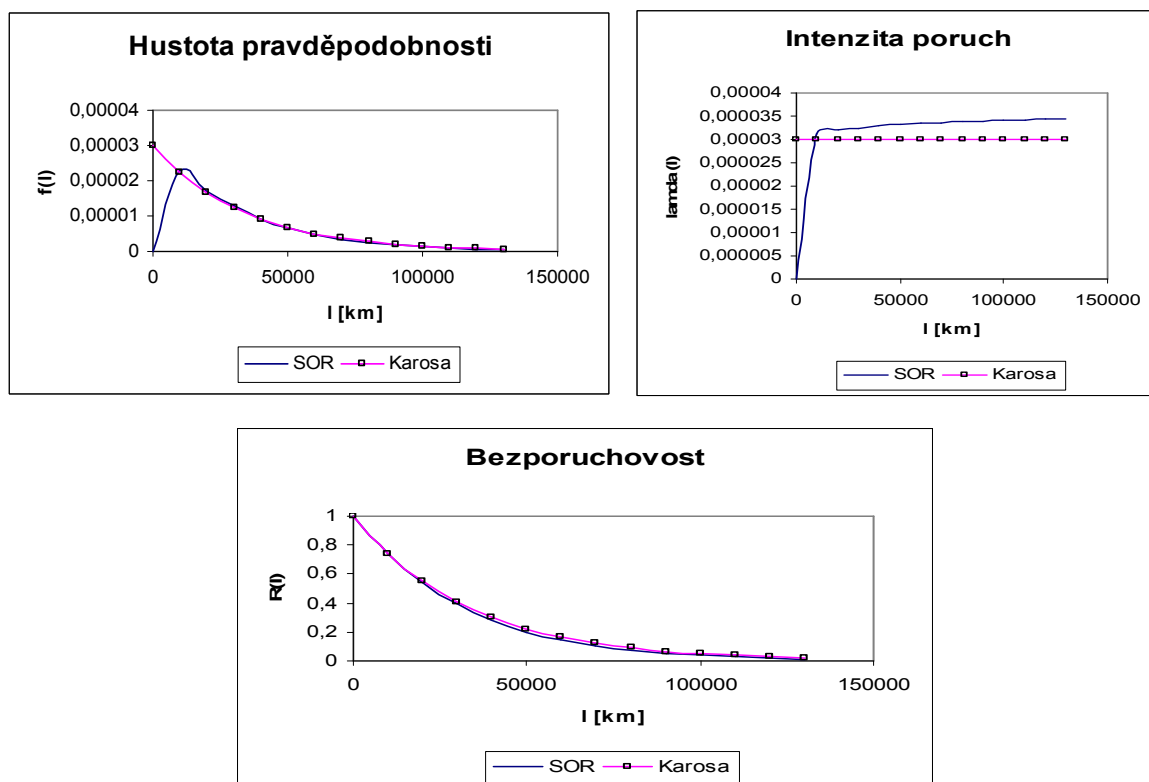 Hustota pravděpodobnosti
f(l)
0,00004
0,00003
0,00002
0,00001
0
0
50000
100000
150000
l [km]
SOR
Karosa
Intenzita poruch
lamda(l)
0,00004
0,000035
0,00003
0,000025
0,00002
0,000015
0,00001
0,000005
0
0
50000
100000
150000
l [km]
SOR
Karosa
Bezporuchovost
R(l)
1
0,8
0,6
0,4
0,2
0
0
50000
100000
150000
l [km]
SOR
Karosa